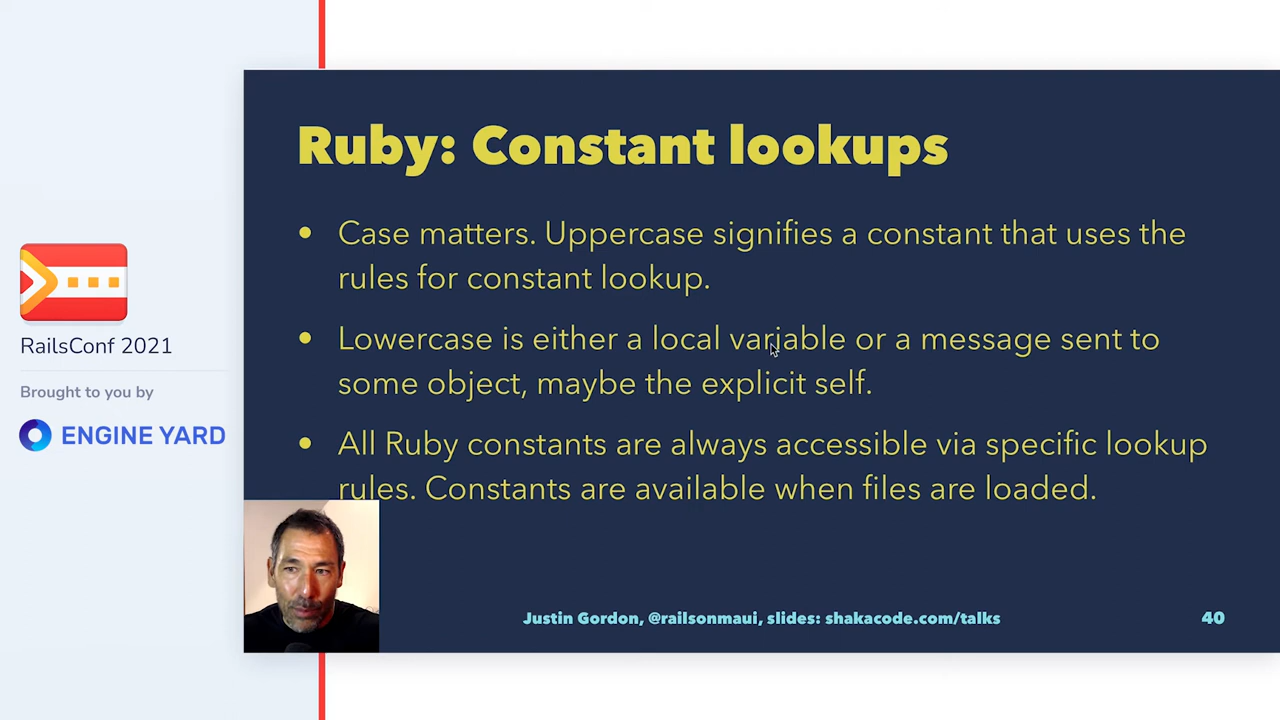 Ruby: Constant lookups
• Case matters. Uppercase signifies a constant that uses the
rules for constant lookup.
• Lowercase is either a local variable or a message sent to
some object, maybe the explicit self.
• All Ruby constants are always accessible via specific lookup
rules. Constants are available when files are loaded.
RailsConf 2021
Brought to you by
ENGINE YARD
Justin Gordon, @railsonmaui, slides: shakacode.com/talks
40